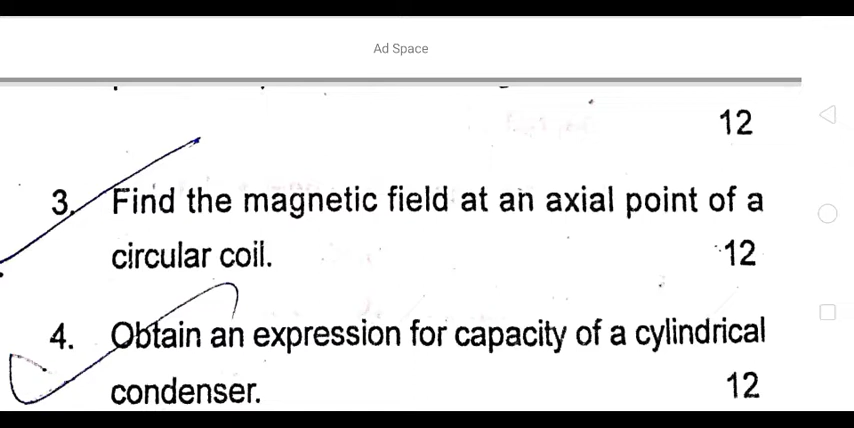 Ad Space
12
3. Find the magnetic field at an axial point of a
circular coil. 12
4. Obtain an expression for capacity of a cylindrical
condenser. 12